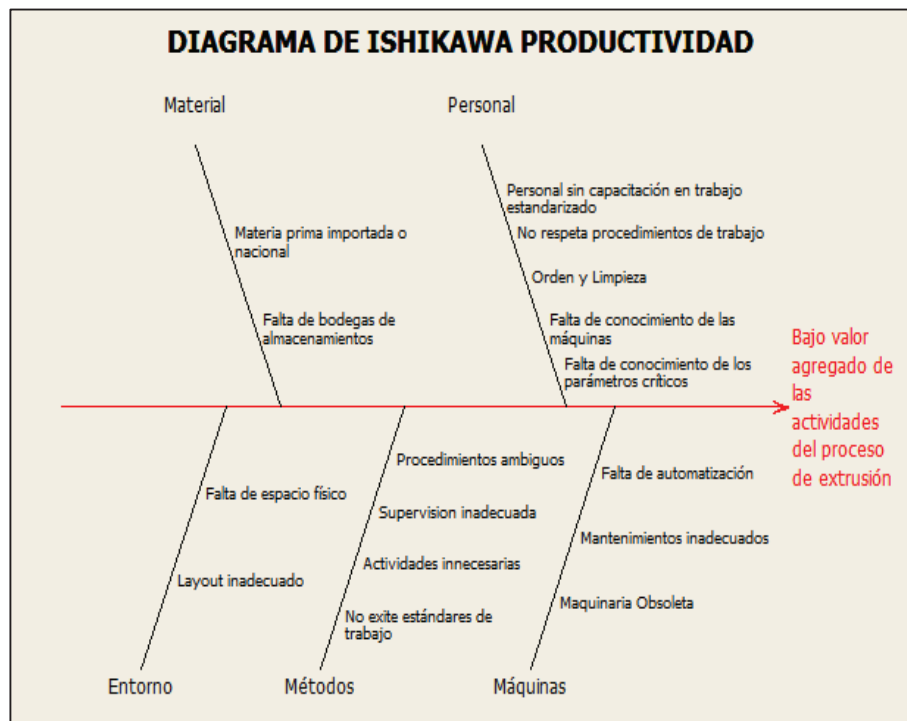 DIAGRAMA DE ISHIKAWA PRODUCTIVIDAD
Material
Personal
Personal sin capacitación en trabajo
estandarizado
Materia prima importada o
nacional
No respeta procedimientos de trabajo
Orden y Limpieza
Falta de bodegas de
almacenamientos
Falta de conocimiento de las
máquinas
Falta de conocimiento de los
parámetros críticos
Bajo valor
agregado de
las
actividades
del proceso
de extrusión
Falta de espacio físico
Layout inadecuado
Procedimientos ambiguos
Supervision inadecuada
Actividades innecesarias
No exite estándares de
trabajo
Falta de automatización
Mantenimientos inadecuados
Maquinaria Obsoleta
Entorno
Métodos
Máquinas